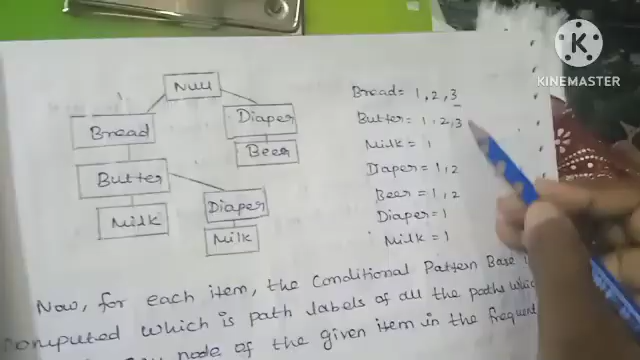 K
KINEMASTER
Null
Bread
Diaper
Beer
Butter
Milk
Diaper
Milk
Bread = 1, 2, 3
Butter = 1, 2, 3
Milk = 1
Diaper = 1, 2
Beer = 1, 2
Diaper = 1
Milk = 1
Now, for each item, the Conditional Pattern Base
Computed which is path labels of all the paths
node of the given item in the frequent